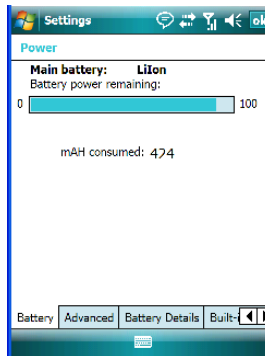 Settings ok
Power
Main battery: LiIon
Battery power remaining:
0 100
mAH consumed: 424
Battery Advanced Battery Details Built-